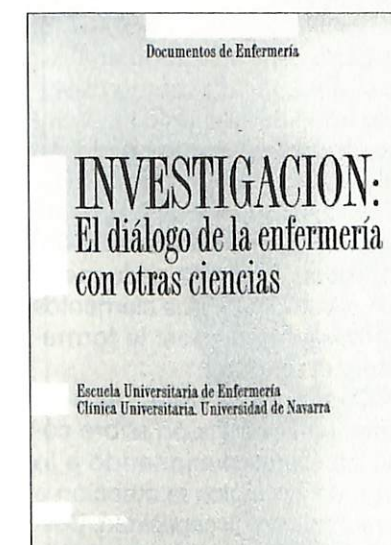 Documentos de Enfermería
INVESTIGACION:
El diálogo de la enfermería
con otras ciencias
Escuela Universitaria de Enfermería
Clínica Universitaria. Universidad de Navarra